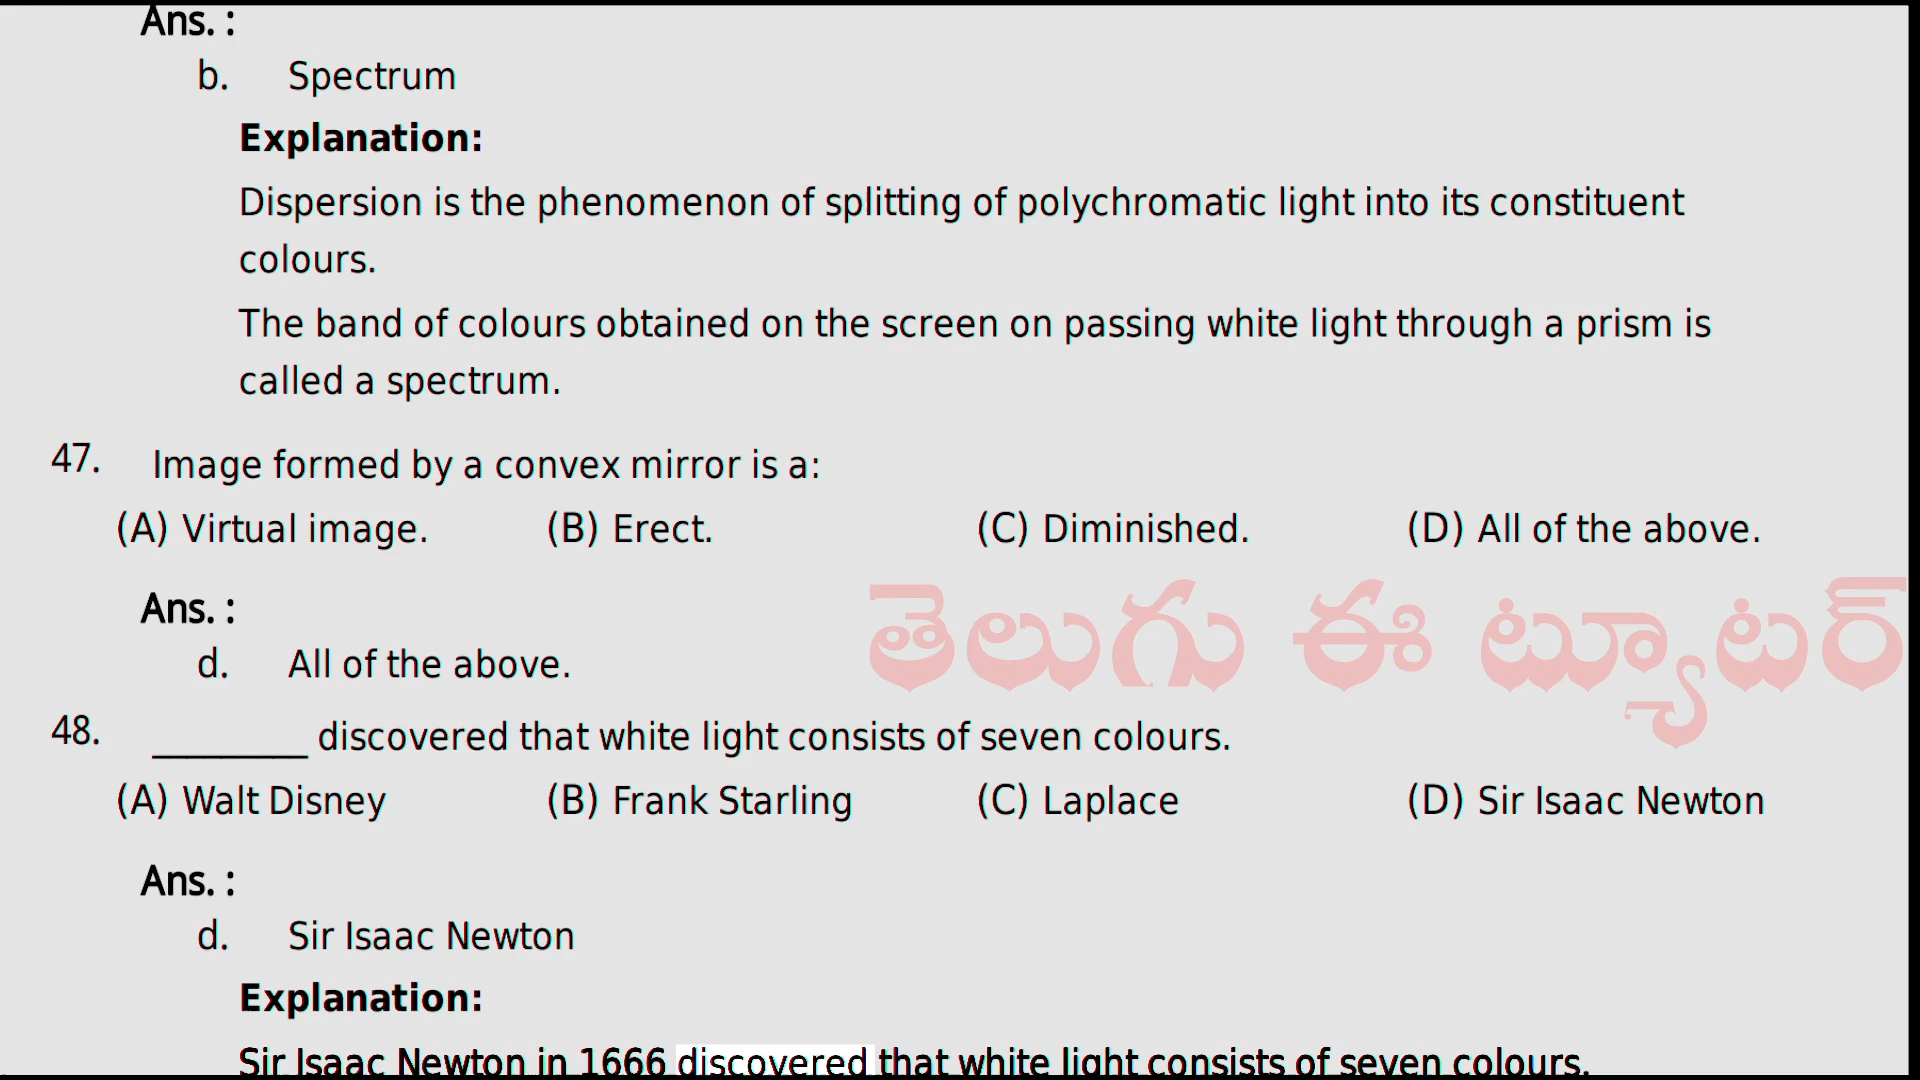 Ans. :
b. Spectrum
Explanation:
Dispersion is the phenomenon of splitting of polychromatic light into its constituent
colours.
The band of colours obtained on the screen on passing white light through a prism is
called a spectrum.
47. Image formed by a convex mirror is a:
(A) Virtual image. (B) Erect. (C) Diminished. (D) All of the above.
Ans. :
d. All of the above.
తెలుగు ఈ ట్యూటర్
48. _________ discovered that white light consists of seven colours.
(A) Walt Disney (B) Frank Starling (C) Laplace (D) Sir Isaac Newton
Ans. :
d. Sir Isaac Newton
Explanation:
Sir Isaac Newton in 1666 discovered that white light consists of seven colours.